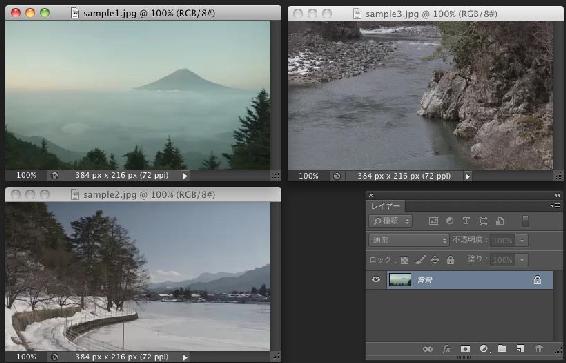 sample1.jpg @ 100% (RGB/8#)
100% 384 px x 216 px (72 ppi)
sample3.jpg @ 100% (RGB/8#)
100% 384 px x 216 px (72 ppi)
sample2.jpg @ 100% (RGB/8#)
100% 384 px x 216 px (72 ppi)
レイヤー
種類
通常 不透明度: 100%
ロック: 塗り: 100%
背景
fx